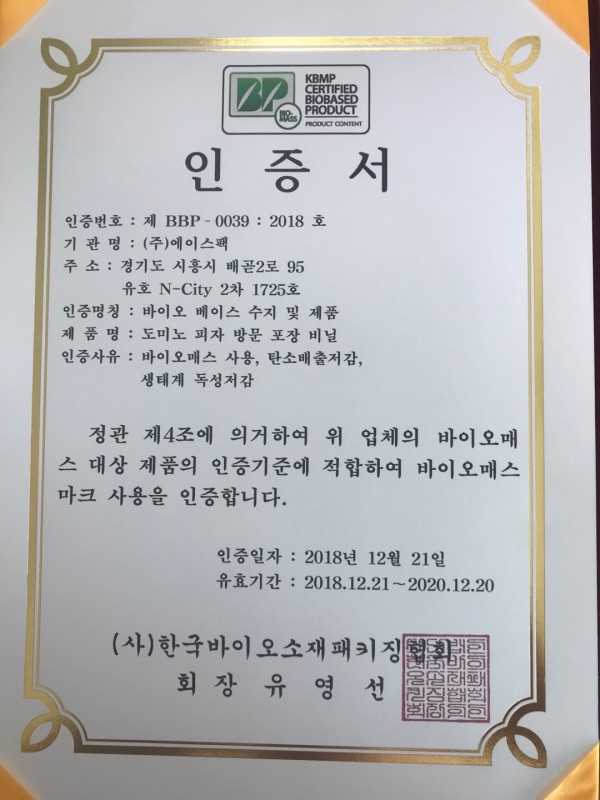 BP
BIO-
MASS
KBMP
CERTIFIED
BIOBASED
PRODUCT
PRODUCT CONTENT
인 증 서
인증번호 : 제 BBP - 0039 : 2018 호
기 관 명 : (주)에이스팩
주 소 : 경기도 시흥시 배곧2로 95
유호 N-City 2차 1725호
인증명칭 : 바이오 베이스 수지 및 제품
제 품 명 : 도미노 피자 방문 포장 비닐
인증사유 : 바이오매스 사용, 탄소배출저감,
생태계 독성저감
정관 제4조에 의거하여 위 업체의 바이오매
스 대상 제품의 인증기준에 적합하여 바이오매스
마크 사용을 인증합니다.
인증일자 : 2018년 12월 21일
유효기간 : 2018.12.21~2020.12.20
(사)한국바이오소재패키징협회
회 장 유 영 선